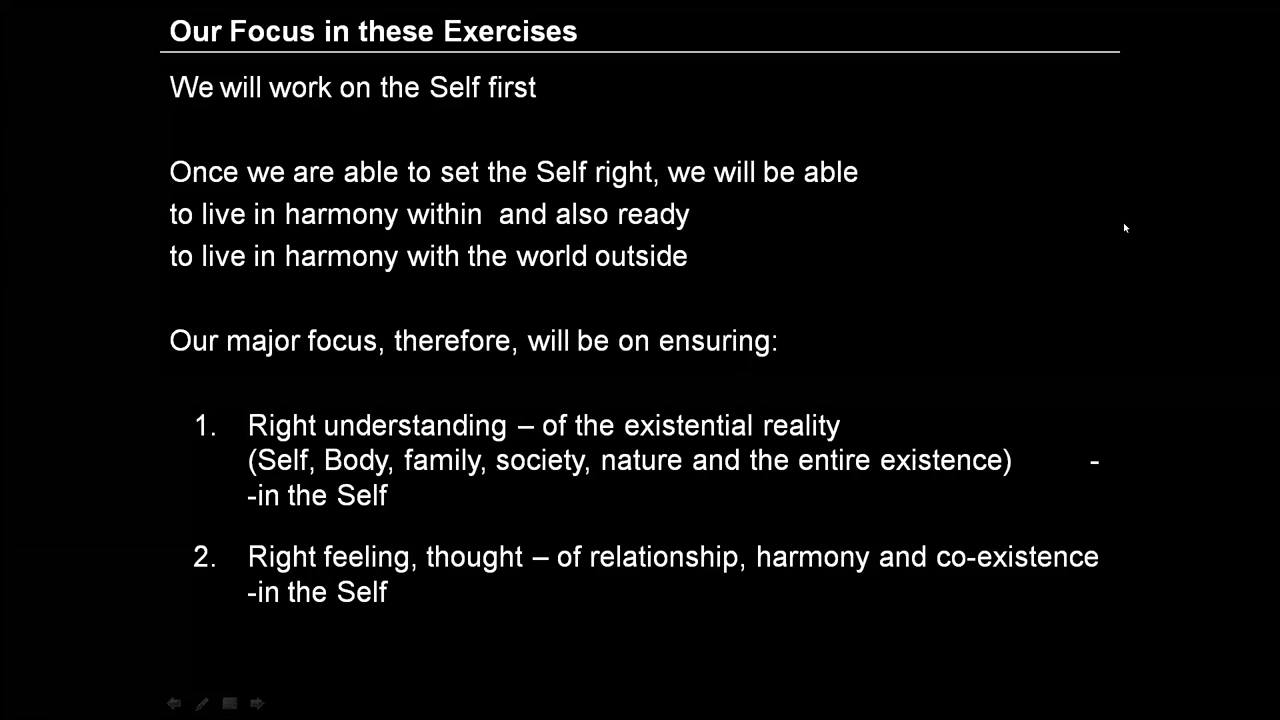 Our Focus in these Exercises
We will work on the Self first
Once we are able to set the Self right, we will be able
to live in harmony within  and also ready
to live in harmony with the world outside
Our major focus, therefore, will be on ensuring:
1. Right understanding – of the existential reality
(Self, Body, family, society, nature and the entire existence) -
-in the Self
2. Right feeling, thought – of relationship, harmony and co-existence
-in the Self